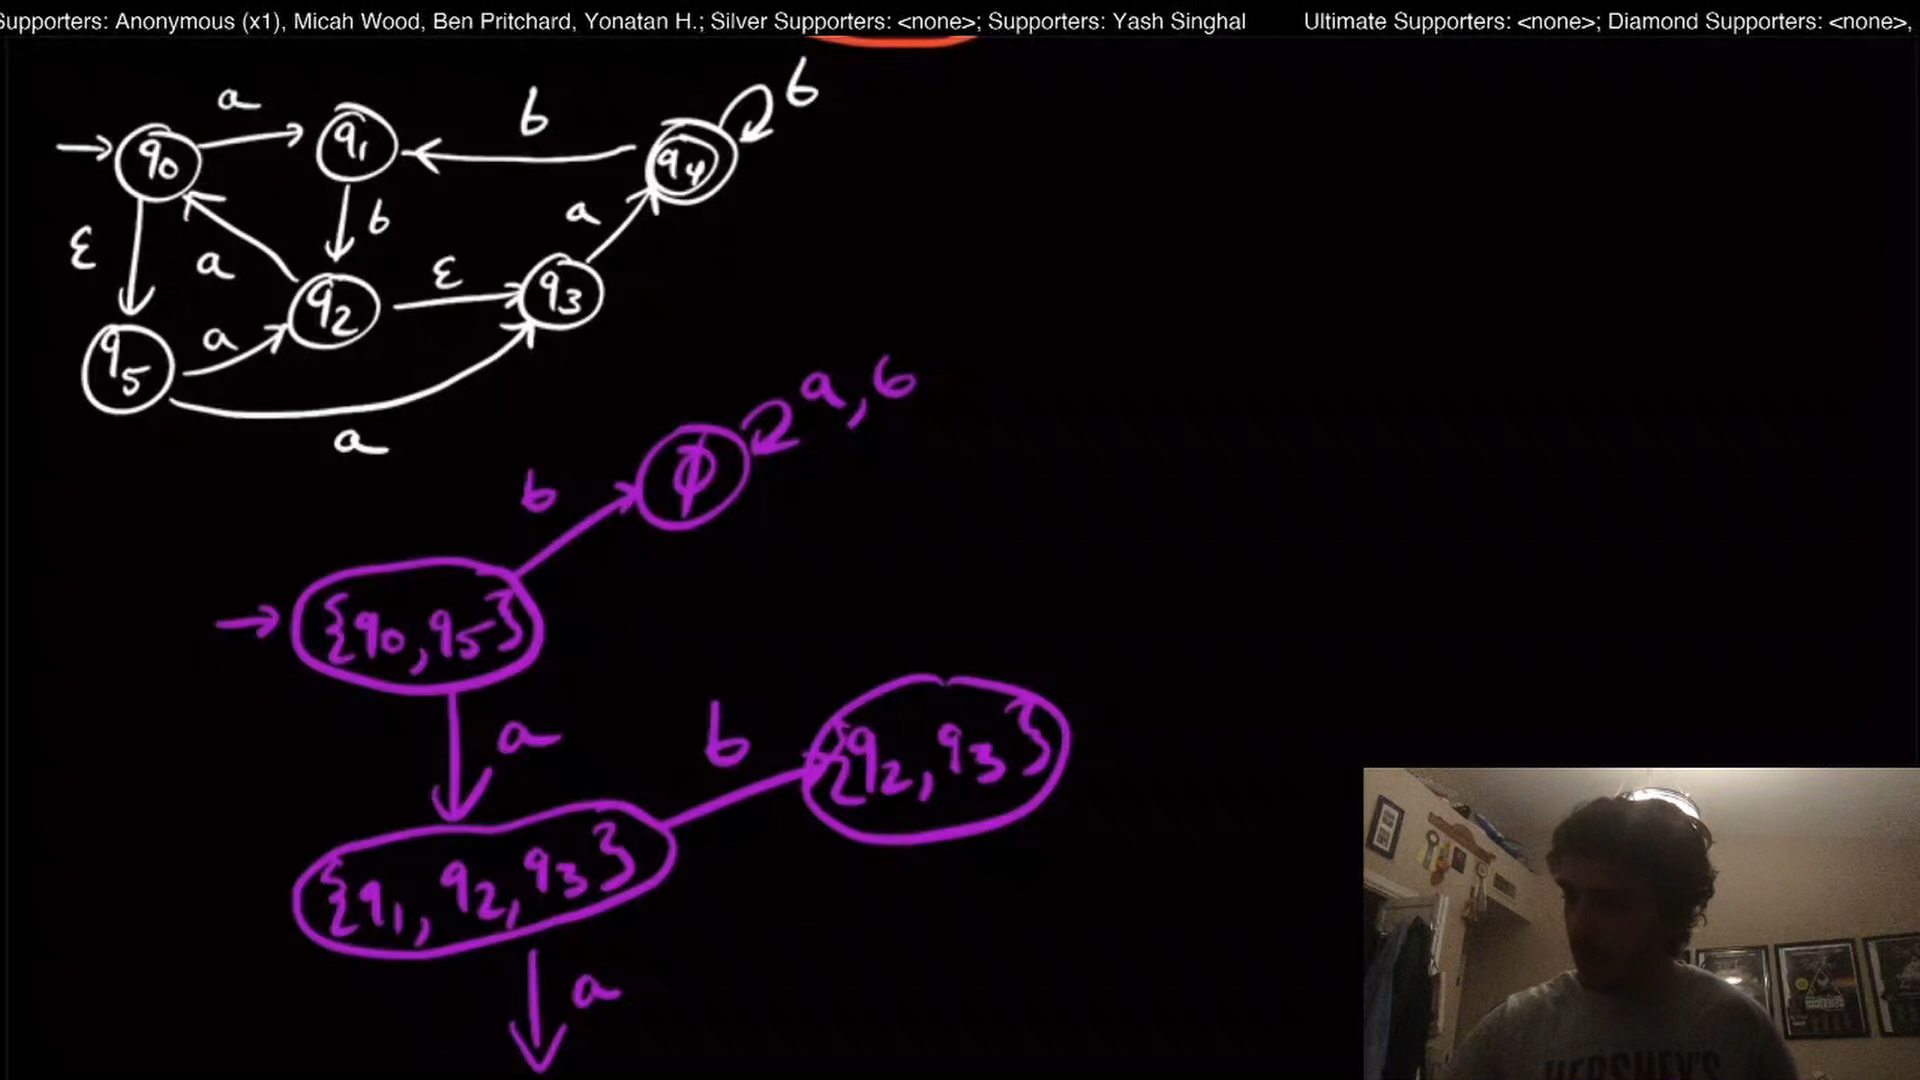 Supporters: Anonymous (x1), Micah Wood, Ben Pritchard, Yonatan H.; Silver Supporters: <none>; Supporters: Yash Singhal Ultimate Supporters: <none>; Diamond Supporters: <none>,
a b b
q0 q1 q4
ε a b ε a
q5 a q2 q3
a
a, b
b ϕ
{q0, q5}
a b {q2, q3}
{q1, q2, q3}
a
HERSHEY'S